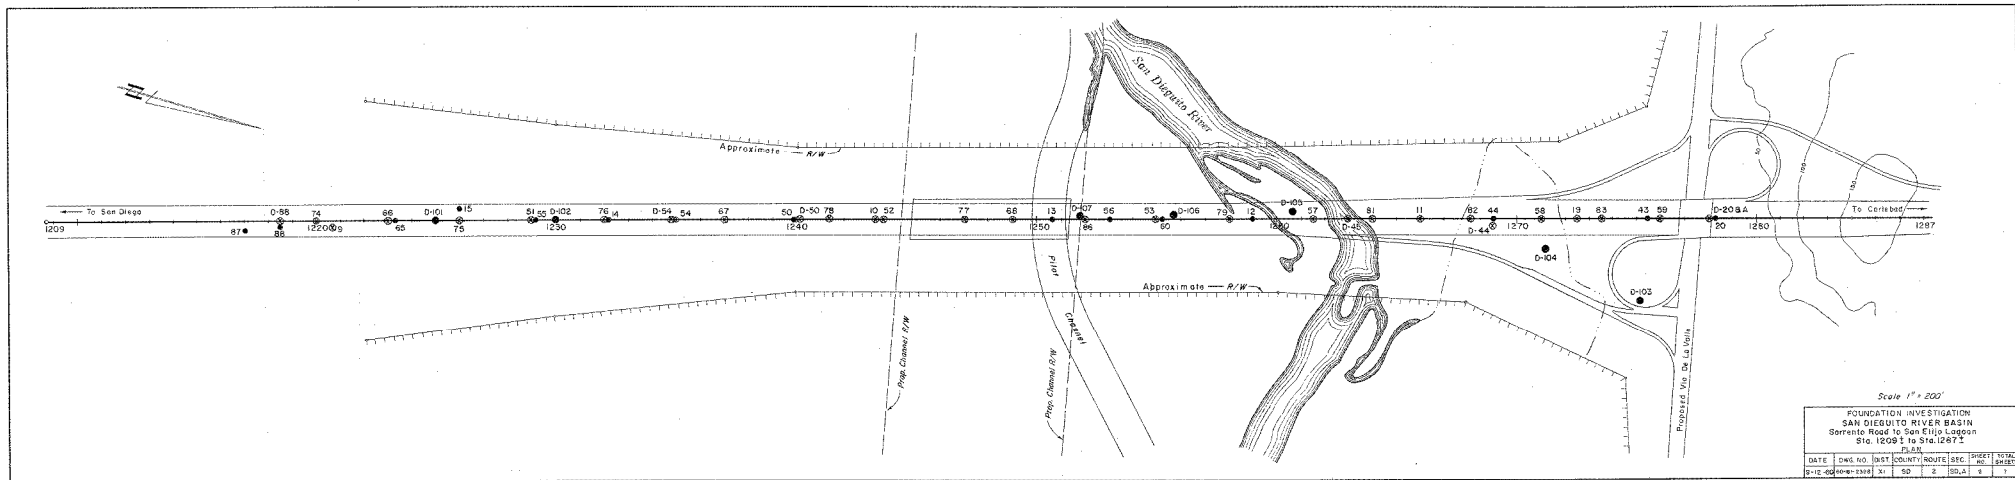 San Dieguito River
Approximate R/W
To San Diego
1209
87
D-88
88
74
1220
9
66
65
D-101
15
75
51
55
D-102
1230
76
14
D-54
54
67
50
D-50
78
1240
10
52
77
68
13
1250
D-107
86
56
53
60
D-106
79
12
1260
D-105
57
D-45
81
11
82
44
D-44
1270
58
D-104
19
83
43
59
D-103
D-208A
20
1280
To Carlsbad
1287
100
Approximate R/W
Prop. Channel R/W
Prop. Channel R/W
Pilot Channel
Proposed Via De La Valle
Scale 1" = 200'
FOUNDATION INVESTIGATION
SAN DIEGUITO RIVER BASIN
Sorrento Road to San Elijo Lagoon
Sta. 1209± to Sta. 1287±
PLAN
DATE DWG. NO. DIST. COUNTY ROUTE SEC. SHEET NO. TOTAL SHEETS
XI SD 2 SD,A